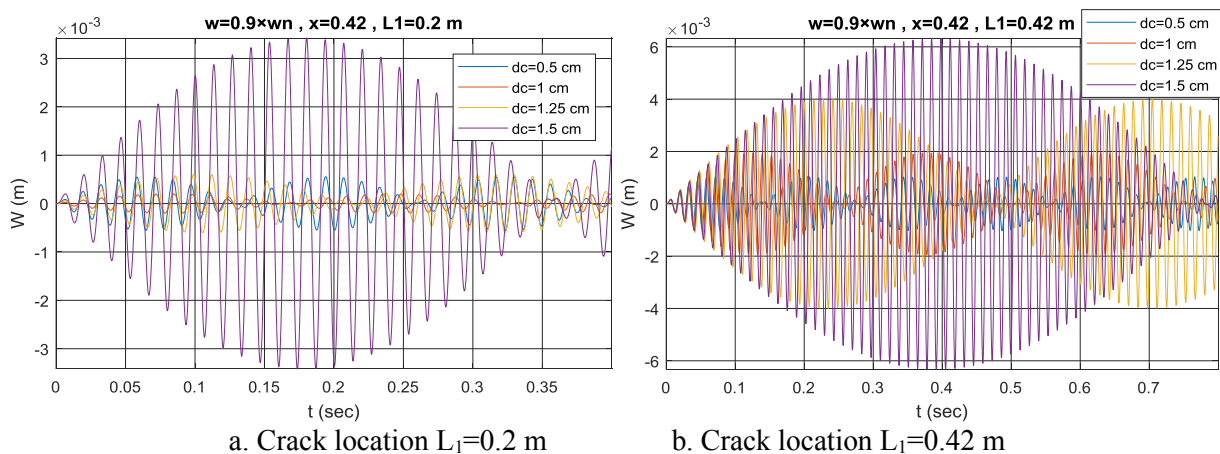 ×10⁻³ w=0.9×wn , x=0.42 , L1=0.2 m
W (m)
3
2
1
0
-1
-2
-3
dc=0.5 cm
dc=1 cm
dc=1.25 cm
dc=1.5 cm
0 0.05 0.1 0.15 0.2 0.25 0.3 0.35
t (sec)
a. Crack location L₁=0.2 m
×10⁻³ w=0.9×wn , x=0.42 , L1=0.42 m
W (m)
6
4
2
0
-2
-4
-6
dc=0.5 cm
dc=1 cm
dc=1.25 cm
dc=1.5 cm
0 0.1 0.2 0.3 0.4 0.5 0.6 0.7
t (sec)
b. Crack location L₁=0.42 m